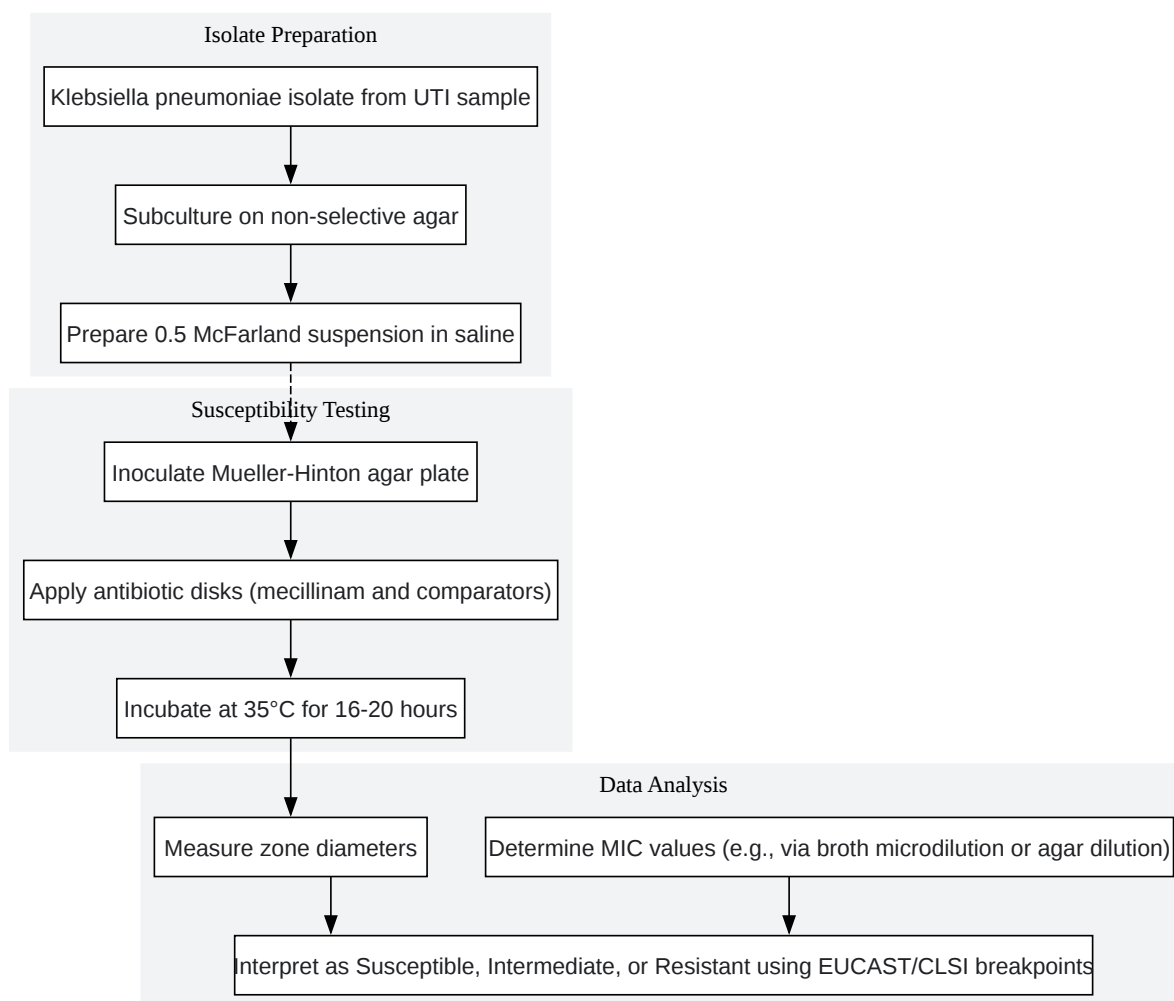 Isolate Preparation
Klebsiella pneumoniae isolate from UTI sample
Subculture on non-selective agar
Prepare 0.5 McFarland suspension in saline
Susceptibility Testing
Inoculate Mueller-Hinton agar plate
Apply antibiotic disks (mecillinam and comparators)
Incubate at 35°C for 16-20 hours
Data Analysis
Measure zone diameters
Determine MIC values (e.g., via broth microdilution or agar dilution)
Interpret as Susceptible, Intermediate, or Resistant using EUCAST/CLSI breakpoints